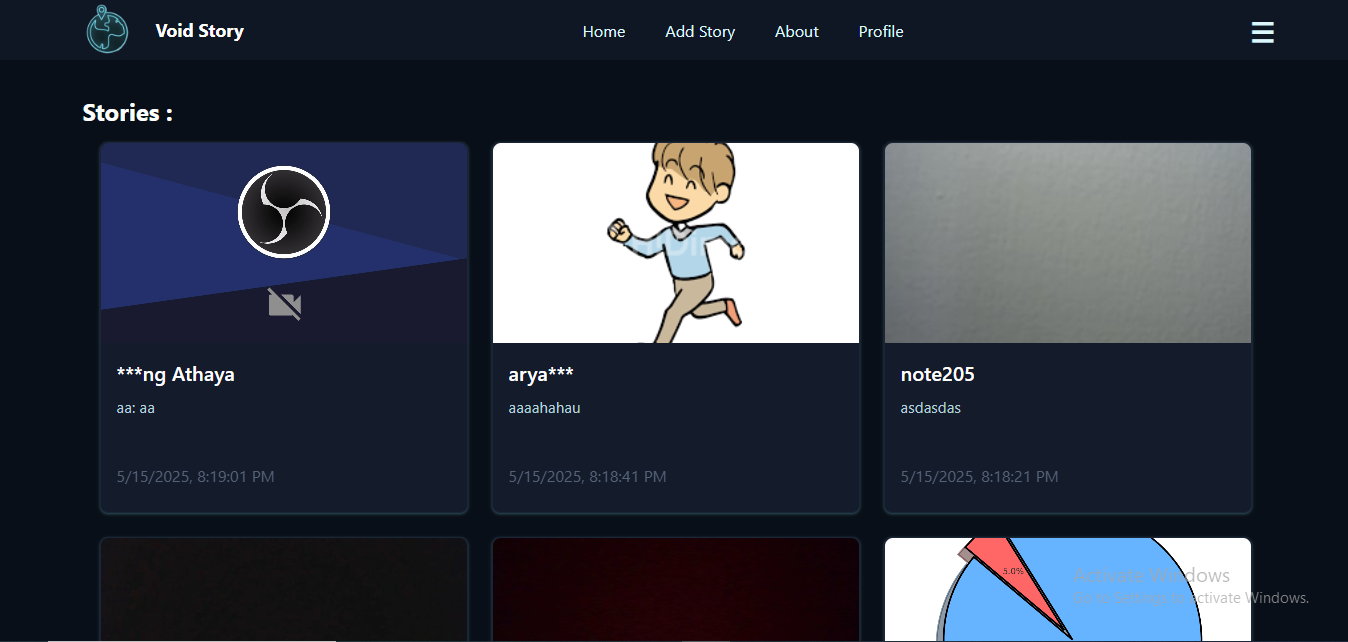 Void Story
Home
Add Story
About
Profile
Stories :
***ng Athaya
aa: aa
5/15/2025, 8:19:01 PM
arya***
aaaahahau
5/15/2025, 8:18:41 PM
note205
asdasdas
5/15/2025, 8:18:21 PM
5.0%
Activate Windows
Go to Settings to activate Windows.